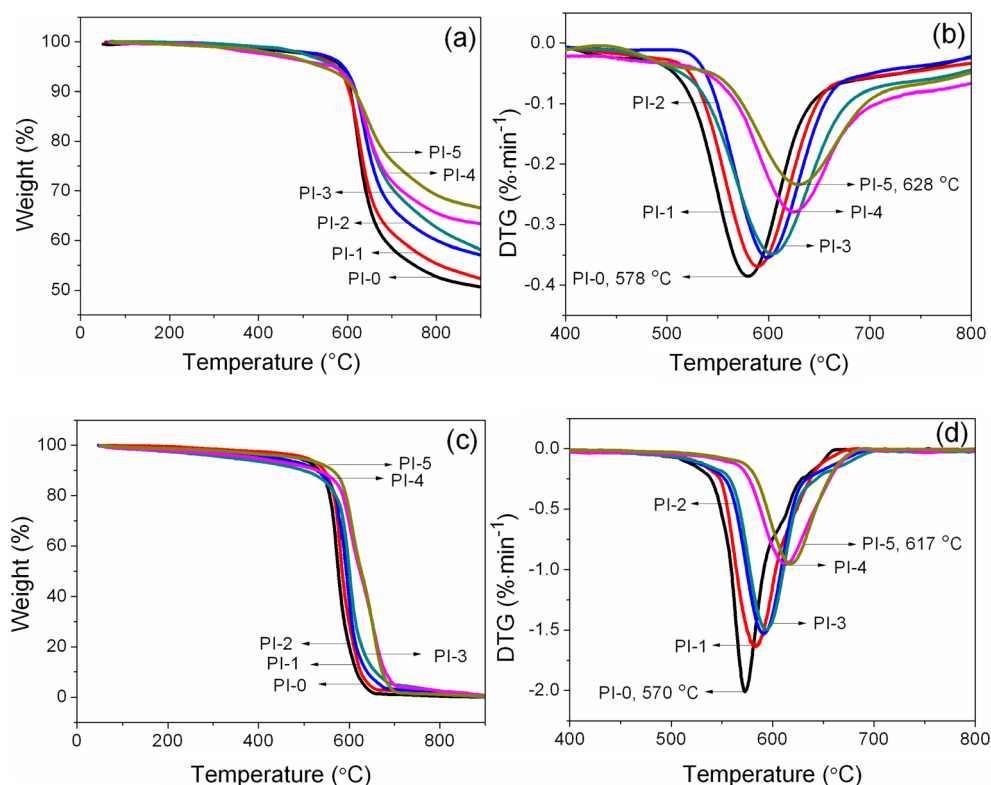 (a)
100
90
80
70
60
50
Weight (%)
PI-5
PI-4
PI-3
PI-2
PI-1
PI-0
0 200 400 600 800
Temperature (°C)
(b)
0.0
-0.1
-0.2
-0.3
-0.4
DTG (%·min⁻¹)
PI-2
PI-5, 628 °C
PI-1
PI-4
PI-3
PI-0, 578 °C
400 500 600 700 800
Temperature (°C)
(c)
100
80
60
40
20
0
Weight (%)
PI-5
PI-4
PI-2
PI-3
PI-1
PI-0
0 200 400 600 800
Temperature (°C)
(d)
0.0
-0.5
-1.0
-1.5
-2.0
DTG (%·min⁻¹)
PI-2
PI-5, 617 °C
PI-4
PI-3
PI-1
PI-0, 570 °C
400 500 600 700 800
Temperature (°C)